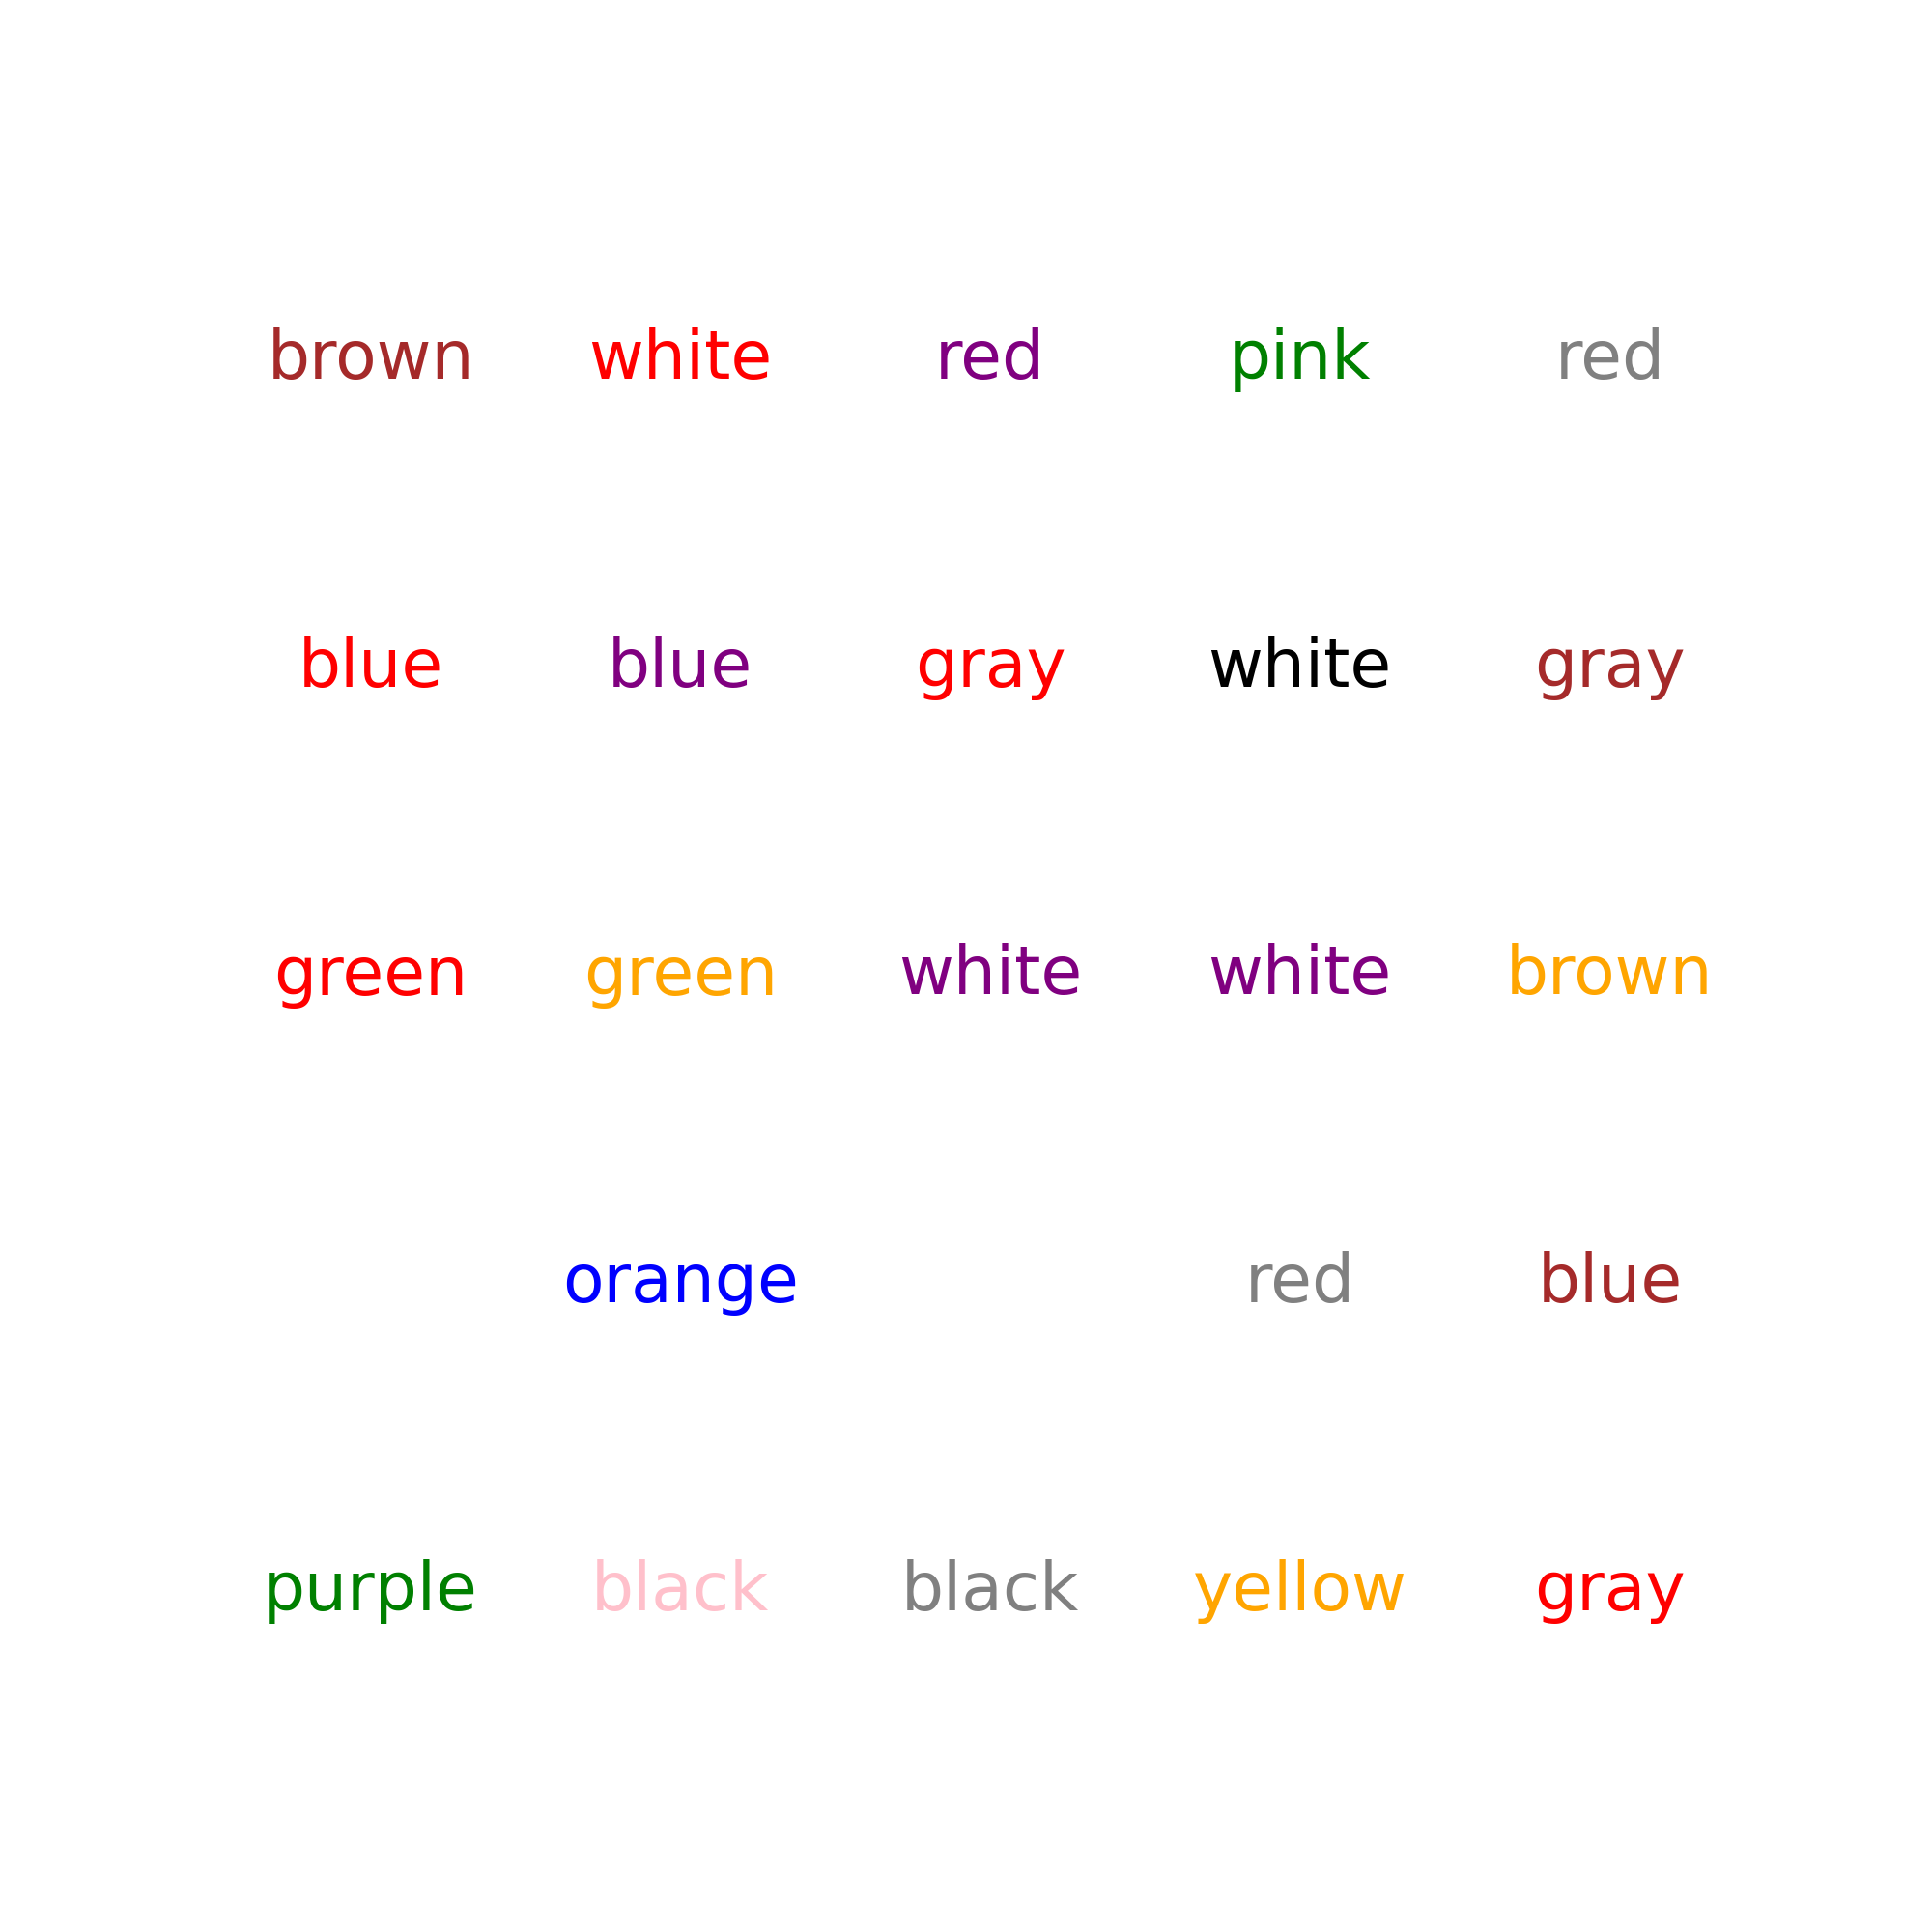 brown white red pink red
blue blue gray white gray
green green white white brown
orange red blue
purple black black yellow gray